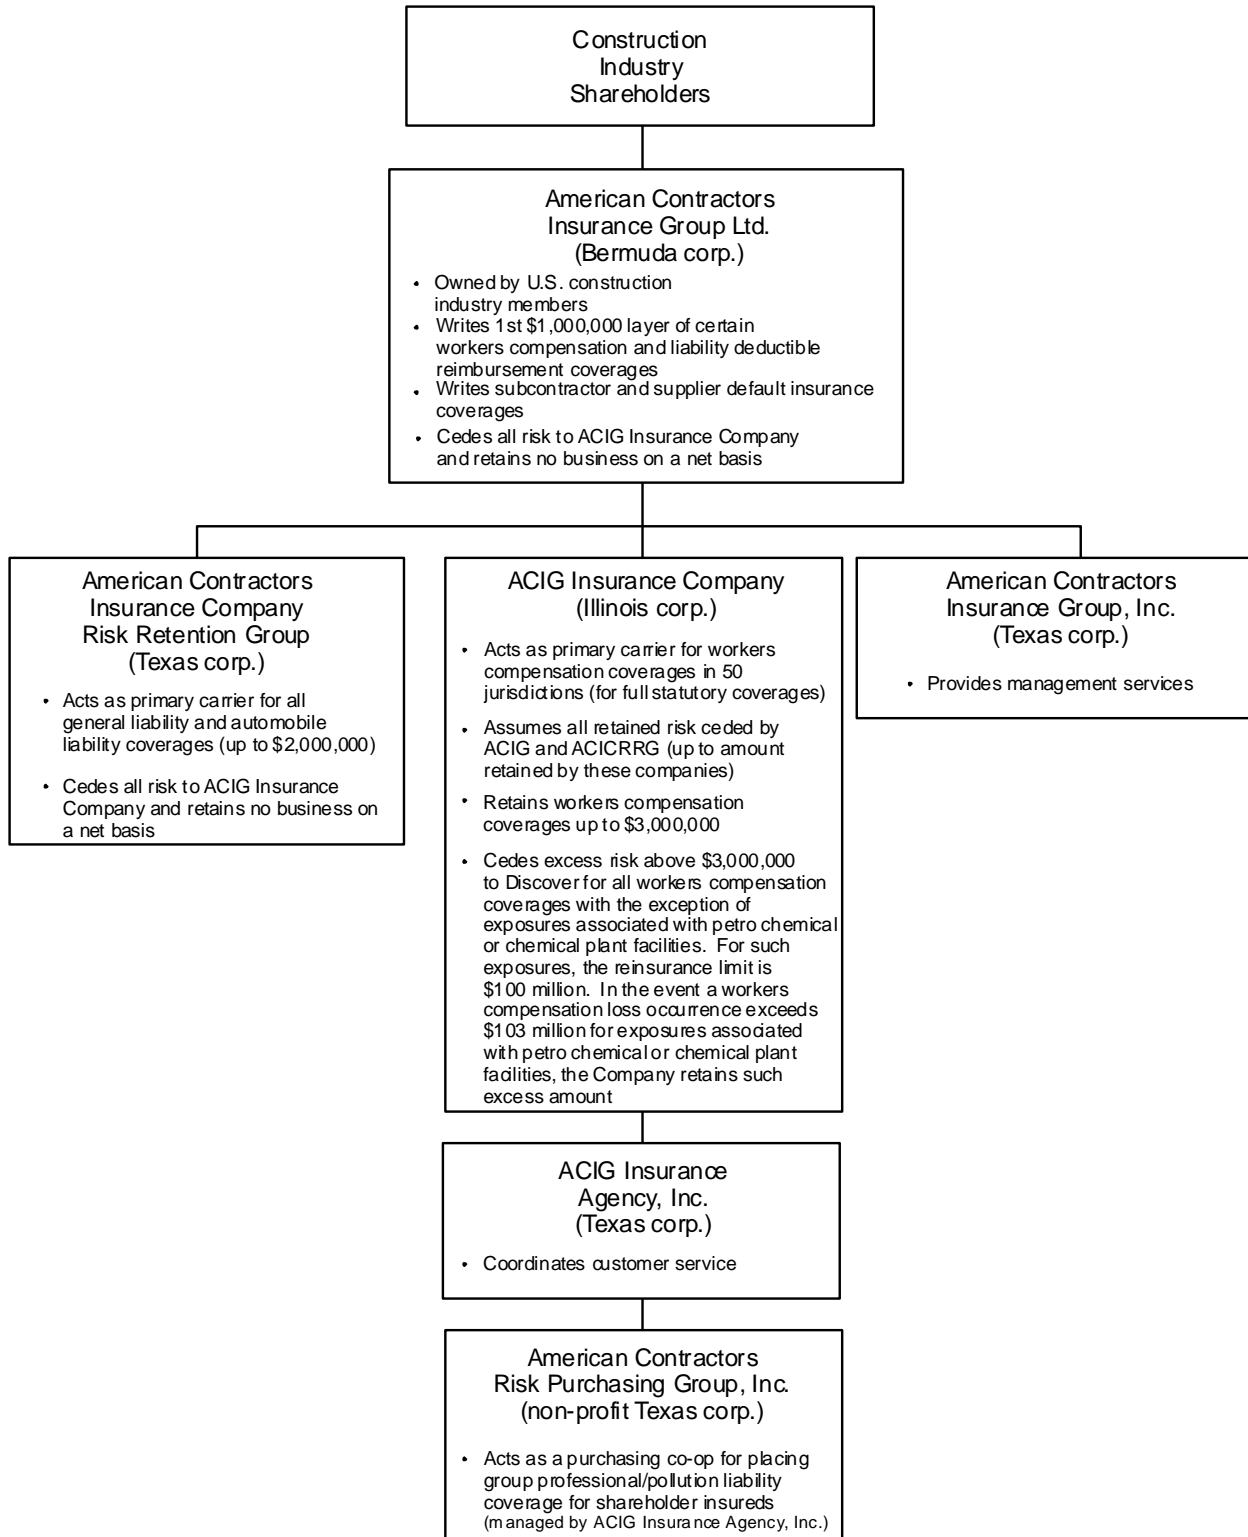 Construction
Industry
Shareholders
American Contractors
Insurance Group Ltd.
(Bermuda corp.)
• Owned by U.S. construction
industry members
• Writes 1st $1,000,000 layer of certain
workers compensation and liability deductible
reimbursement coverages
• Writes subcontractor and supplier default insurance
coverages
• Cedes all risk to ACIG Insurance Company
and retains no business on a net basis
American Contractors
Insurance Company
Risk Retention Group
(Texas corp.)
• Acts as primary carrier for all
general liability and automobile
liability coverages (up to $2,000,000)
• Cedes all risk to ACIG Insurance
Company and retains no business on
a net basis
ACIG Insurance Company
(Illinois corp.)
• Acts as primary carrier for workers
compensation coverages in 50
jurisdictions (for full statutory coverages)
• Assumes all retained risk ceded by
ACIG and ACICRRG (up to amount
retained by these companies)
• Retains workers compensation
coverages up to $3,000,000
• Cedes excess risk above $3,000,000
to Discover for all workers compensation
coverages with the exception of
exposures associated with petro chemical
or chemical plant facilities. For such
exposures, the reinsurance limit is
$100 million. In the event a workers
compensation loss occurrence exceeds
$103 million for exposures associated
with petro chemical or chemical plant
facilities, the Company retains such
excess amount
American Contractors
Insurance Group, Inc.
(Texas corp.)
• Provides management services
ACIG Insurance
Agency, Inc.
(Texas corp.)
• Coordinates customer service
American Contractors
Risk Purchasing Group, Inc.
(non-profit Texas corp.)
• Acts as a purchasing co-op for placing
group professional/pollution liability
coverage for shareholder insureds
(managed by ACIG Insurance Agency, Inc.)